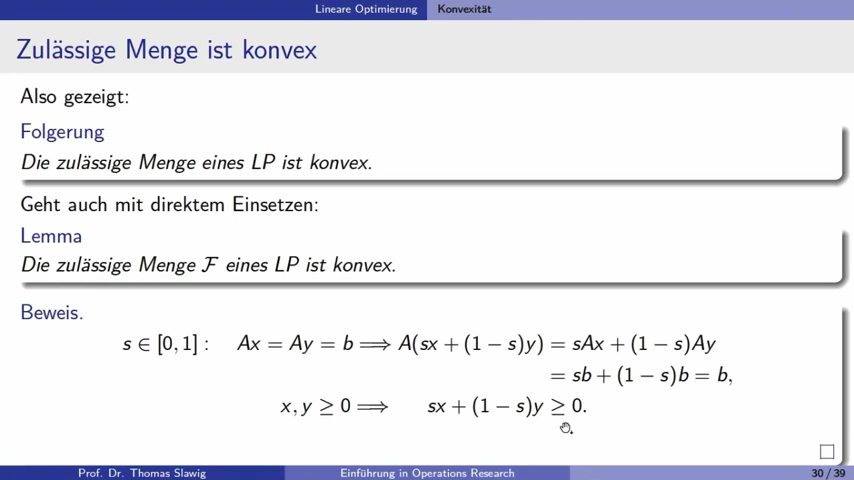 Lineare Optimierung Konvexität
Zulässige Menge ist konvex
Also gezeigt:
Folgerung
Die zulässige Menge eines LP ist konvex.
Geht auch mit direktem Einsetzen:
Lemma
Die zulässige Menge ℱ eines LP ist konvex.
Beweis.
s ∈ [0, 1] : Ax = Ay = b ⟹ A(sx + (1 − s)y) = sAx + (1 − s)Ay
= sb + (1 − s)b = b,
x, y ≥ 0 ⟹ sx + (1 − s)y ≥ 0.
□
Prof. Dr. Thomas Slawig Einführung in Operations Research 30 / 39